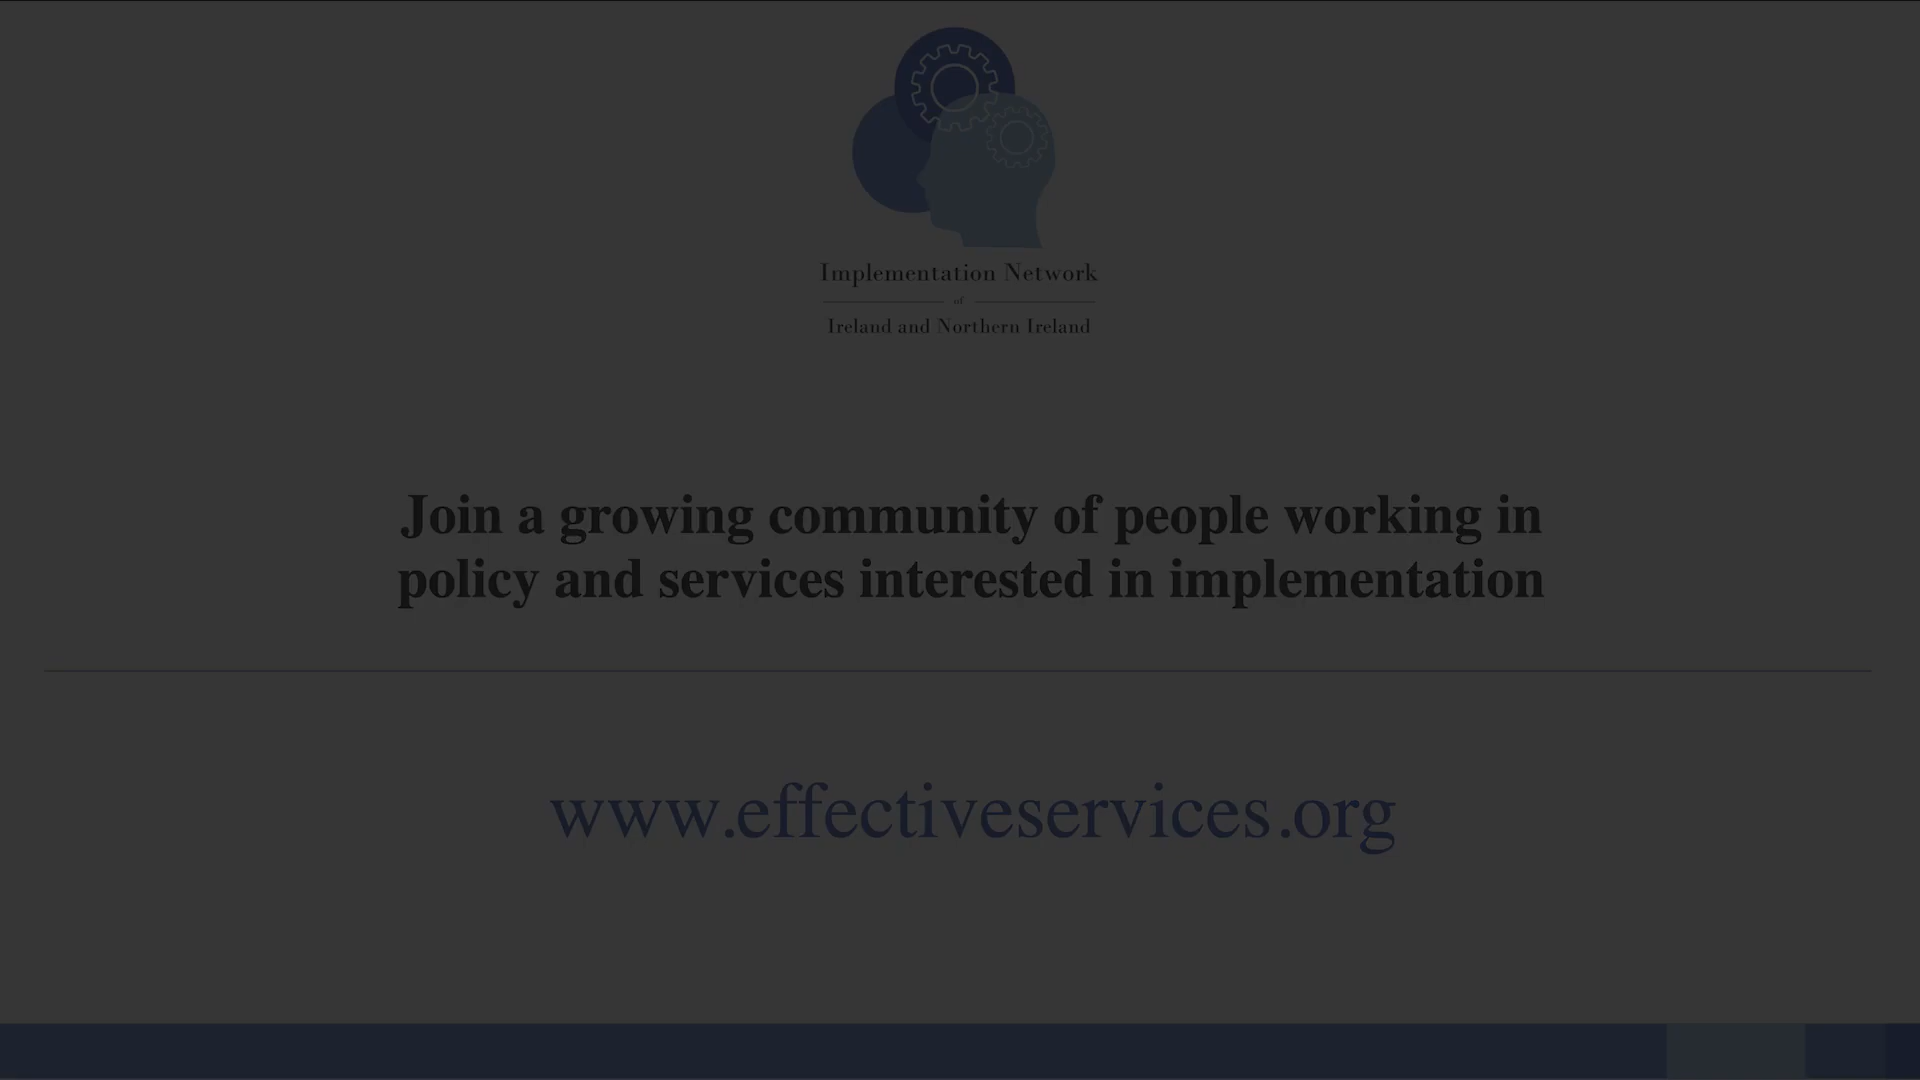 Implementation Network
of
Ireland and Northern Ireland
Join a growing community of people working in
policy and services interested in implementation
www.effectiveservices.org